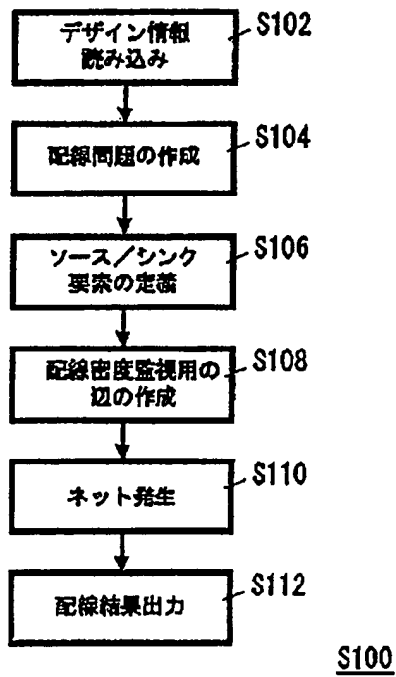 デザイン情報
読み込み
S102
配線問題の作成
S104
ソース/シンク
要素の定義
S106
配線密度監視用の
辺の作成
S108
ネット発生
S110
配線結果出力
S112
S100